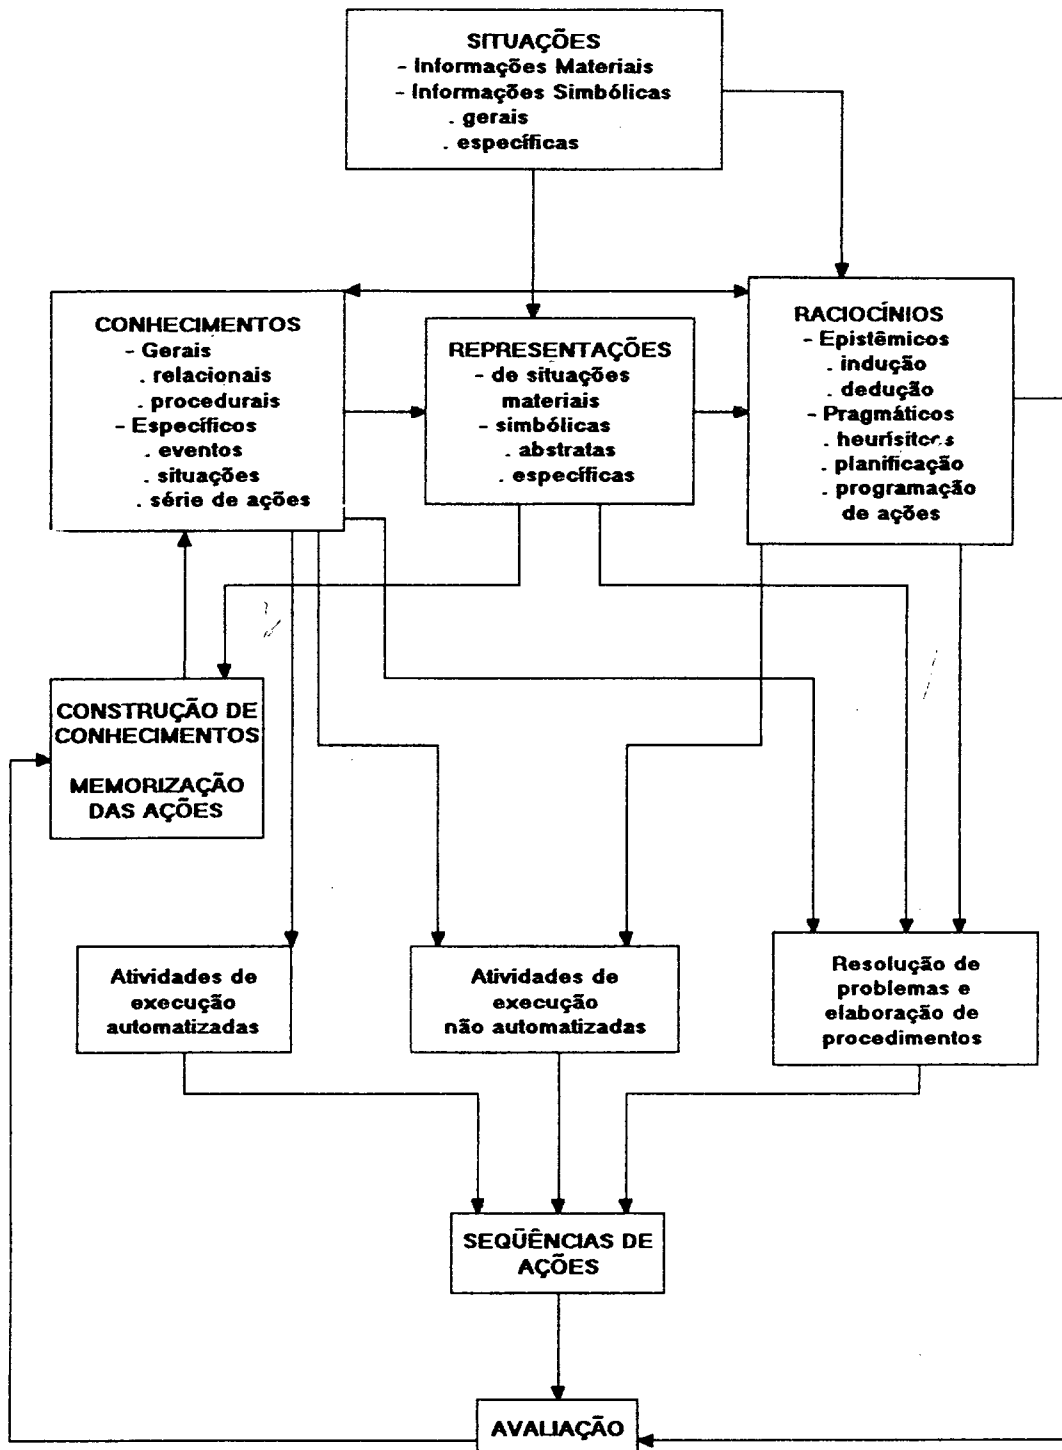 SITUAÇÕES
- Informações Materiais
- Informações Simbólicas
. gerais
. específicas
CONHECIMENTOS
- Gerais
. relacionais
. procedurais
- Específicos
. eventos
. situações
. série de ações
REPRESENTAÇÕES
- de situações
materiais
- simbólicas
. abstratas
. específicas
RACIOCÍNIOS
- Epistêmicos
. indução
. dedução
- Pragmáticos
. heurísitcos
. planificação
. programação
de ações
CONSTRUÇÃO DE
CONHECIMENTOS
MEMORIZAÇÃO
DAS AÇÕES
Atividades de
execução
automatizadas
Atividades de
execução
não automatizadas
Resolução de
problemas e
elaboração de
procedimentos
SEQÜÊNCIAS DE
AÇÕES
AVALIAÇÃO